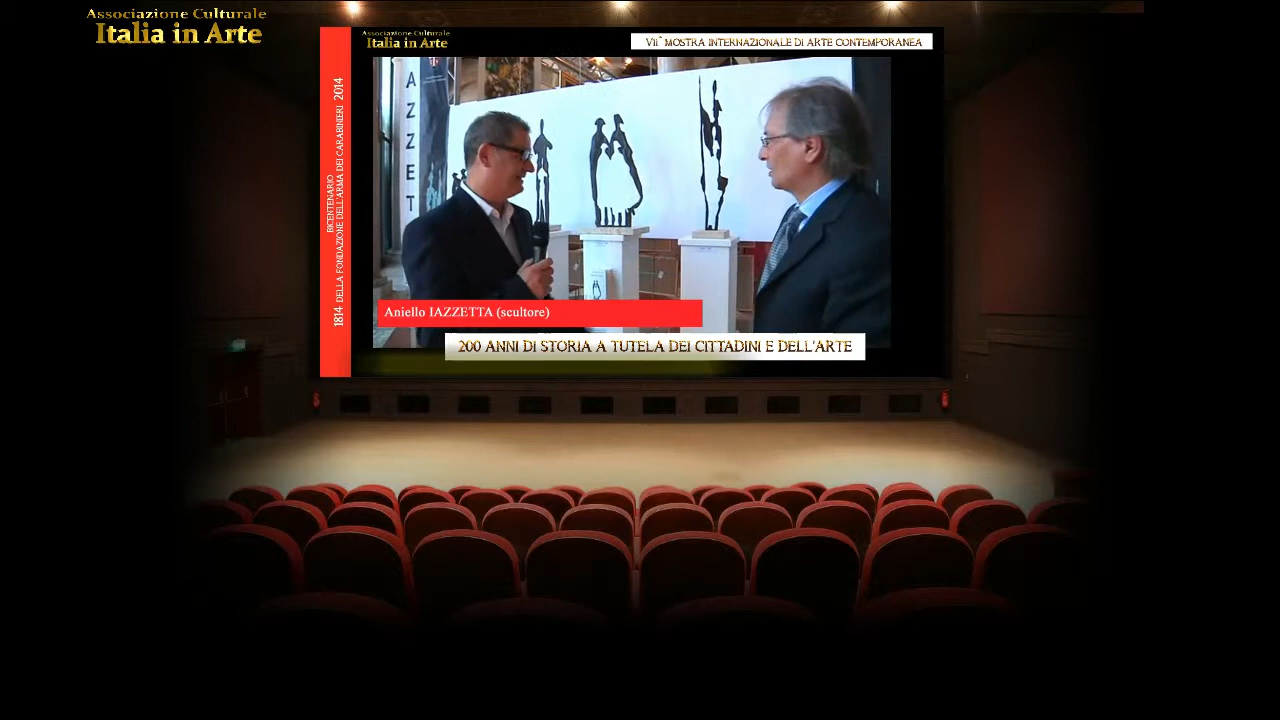 Associazione Culturale
Italia in Arte
Associazione Culturale
Italia in Arte
VII^ MOSTRA INTERNAZIONALE DI ARTE CONTEMPORANEA
BICENTENARIO
1814 DELLA FONDAZIONE DELL'ARMA DEI CARABINIERI 2014
AZZET
Aniello IAZZETTA (scultore)
200 ANNI DI STORIA A TUTELA DEI CITTADINI E DELL'ARTE